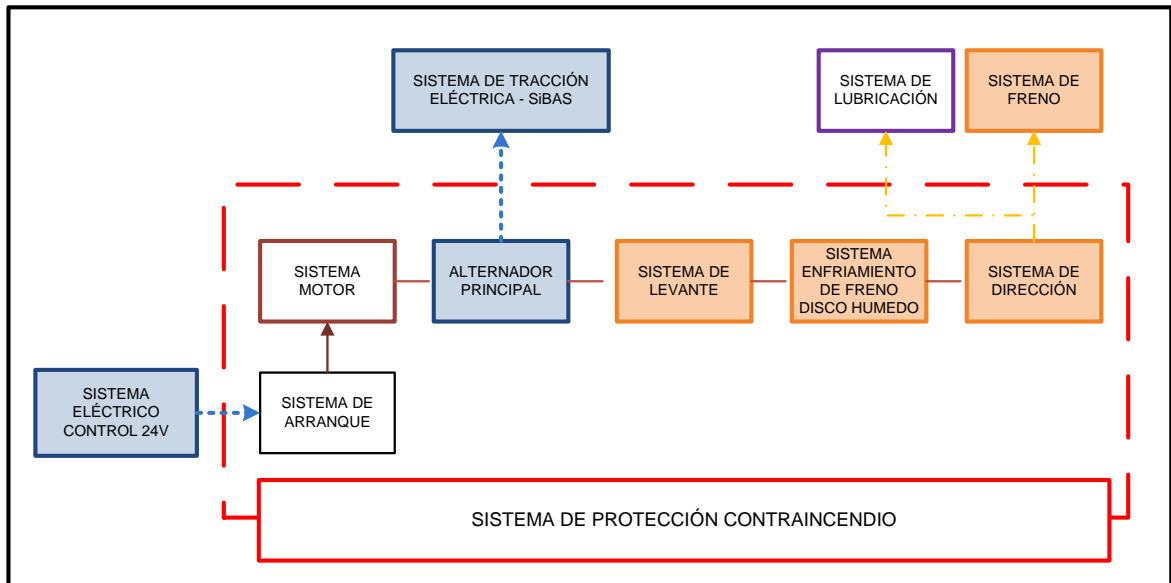 SISTEMA DE TRACCIÓN
ELÉCTRICA - SiBAS
SISTEMA DE
LUBRICACIÓN
SISTEMA DE
FRENO
SISTEMA
MOTOR
ALTERNADOR
PRINCIPAL
SISTEMA DE
LEVANTE
SISTEMA
ENFRIAMIENTO
DE FRENO
DISCO HUMEDO
SISTEMA DE
DIRECCIÓN
SISTEMA
ELÉCTRICO
CONTROL 24V
SISTEMA DE
ARRANQUE
SISTEMA DE PROTECCIÓN CONTRAINCENDIO